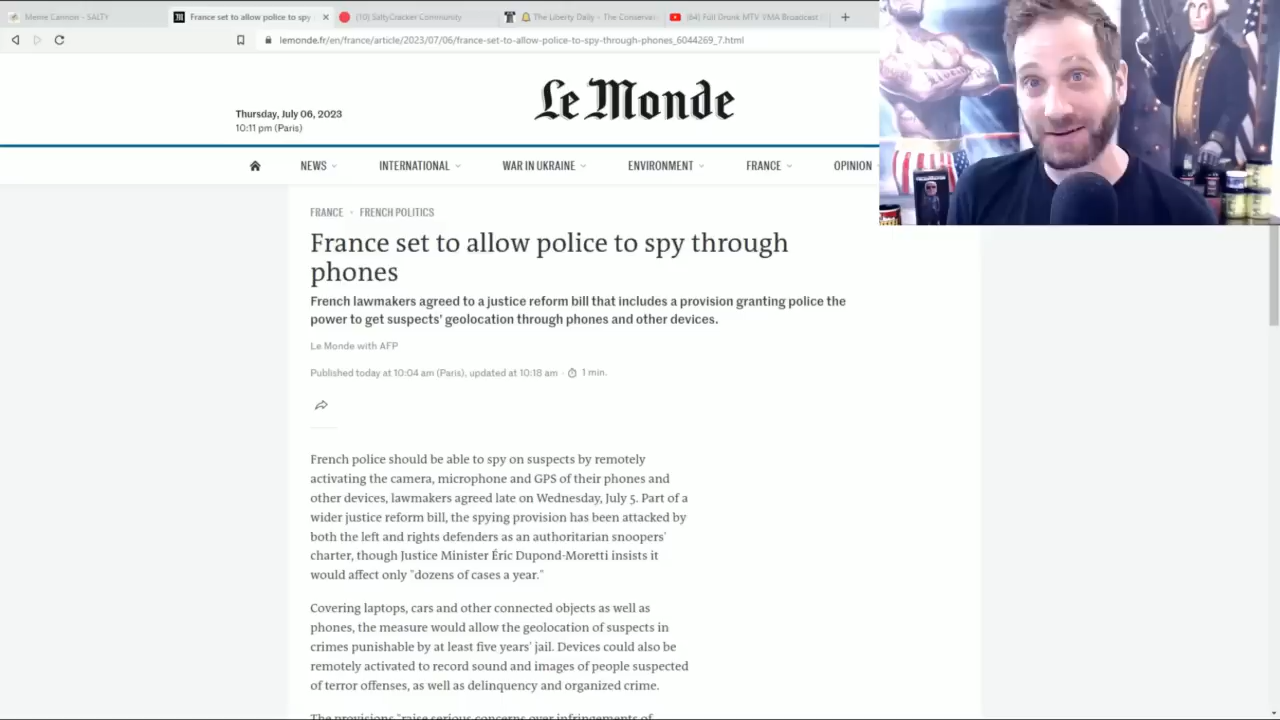 Meme Cannon - SALTY
France set to allow police to spy
(10) SaltyCracker Community
The Liberty Daily - The Conserva
(64) Full Drunk MTV VMA Broadcast
lemonde.fr/en/france/article/2023/07/06/france-set-to-allow-police-to-spy-through-phones_6044269_7.html
Thursday, July 06, 2023
10:11 pm (Paris)
Le Monde
NEWS
INTERNATIONAL
WAR IN UKRAINE
ENVIRONMENT
FRANCE
OPINION
FRANCE • FRENCH POLITICS
France set to allow police to spy through
phones
French lawmakers agreed to a justice reform bill that includes a provision granting police the
power to get suspects' geolocation through phones and other devices.
Le Monde with AFP
Published today at 10:04 am (Paris), updated at 10:18 am · 1 min.
French police should be able to spy on suspects by remotely
activating the camera, microphone and GPS of their phones and
other devices, lawmakers agreed late on Wednesday, July 5. Part of a
wider justice reform bill, the spying provision has been attacked by
both the left and rights defenders as an authoritarian snoopers'
charter, though Justice Minister Éric Dupond-Moretti insists it
would affect only "dozens of cases a year."
Covering laptops, cars and other connected objects as well as
phones, the measure would allow the geolocation of suspects in
crimes punishable by at least five years' jail. Devices could also be
remotely activated to record sound and images of people suspected
of terror offenses, as well as delinquency and organized crime.
The provisions "raise serious concerns over infringements of